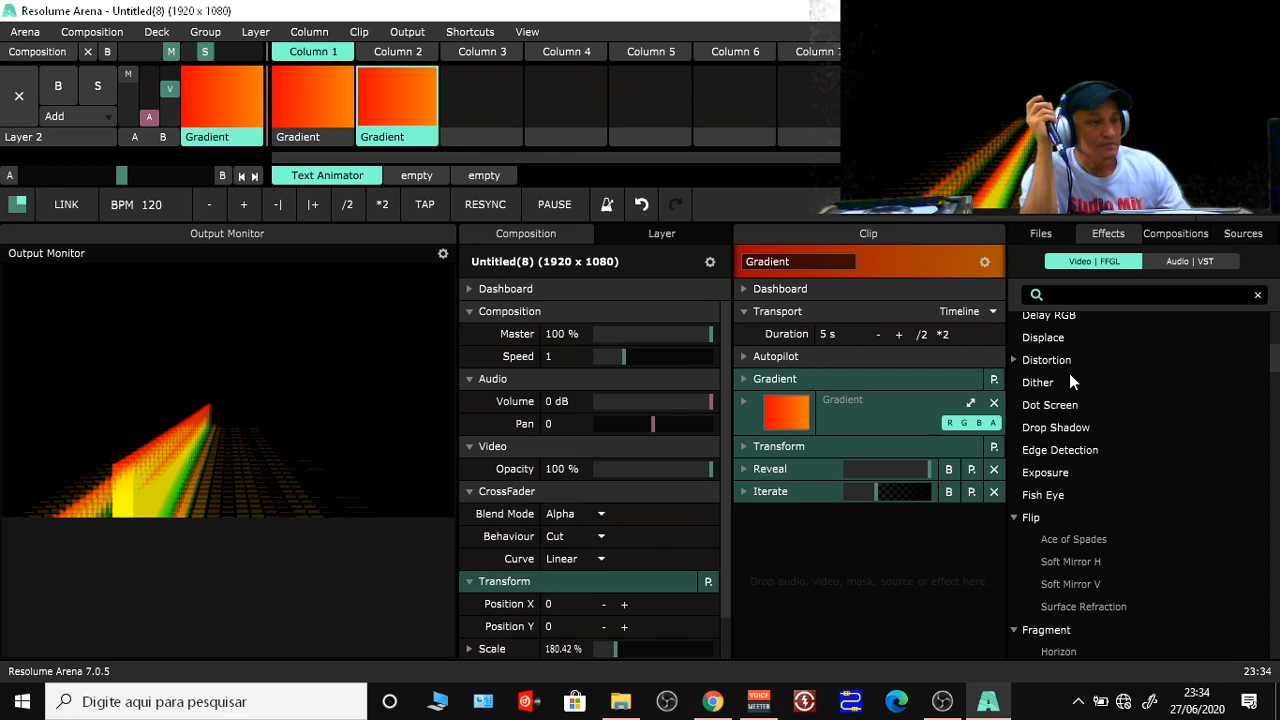 Resolume Arena - Untitled(8) (1920 x 1080)
Arena Composition Deck Group Layer Column Clip Output Shortcuts View
Composition X B M S Column 1 Column 2 Column 3 Column 4 Column 5 Column 6 Column 7
B S M V
Add A
Layer 2 A B Gradient Gradient Gradient
A B Text Animator empty empty
LINK BPM 120 - + -| |+ /2 *2 TAP RESYNC PAUSE
Output Monitor
Output Monitor
Composition Layer
Untitled(8) (1920 x 1080)
Dashboard
Composition
Master 100 %
Speed 1
Audio
Volume 0 dB
Pan 0
Blend Mode Alpha
Behaviour Cut
Curve Linear
Transform P.
Position X 0 - +
Position Y 0 - +
Scale 180.42 %
Clip
Gradient
Dashboard
Transport Timeline
Duration 5 s - + /2 *2
Autopilot
Gradient P.
Gradient
R G B A
Transform P.
Reveal B P. X
Iterate B P. X
Drop audio, video, mask, source or effect here.
Files Effects Compositions Sources
Video | FFGL Audio | VST
Delay RGB
Displace
Distortion
Dither
Dot Screen
Drop Shadow
Edge Detection
Exposure
Fish Eye
Flip
Ace of Spades
Soft Mirror H
Soft Mirror V
Surface Refraction
Fragment
Horizon
Studio Mix
Resolume Arena 7.0.5 23:34
Digite aqui para pesquisar
VOICE MEETER
23:34
27/06/2020